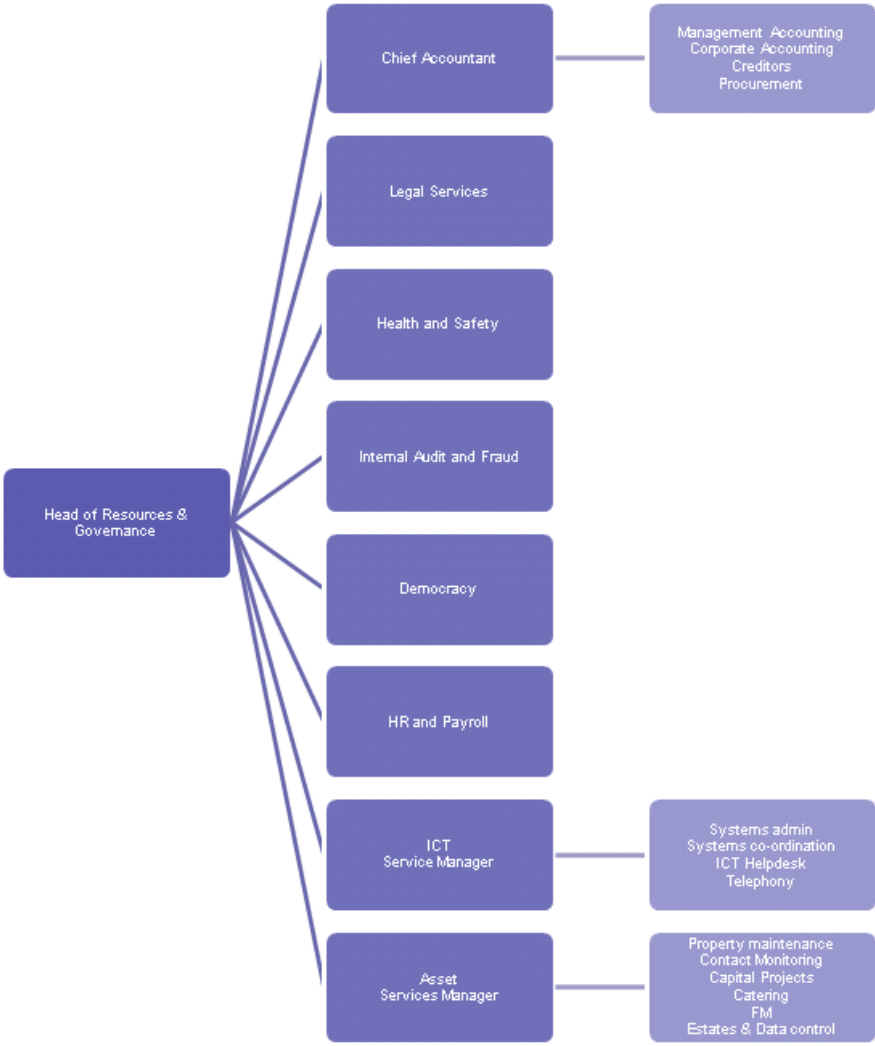 Chief Accountant
Management Accounting
Corporate Accounting
Creditors
Procurement
Legal Services
Health and Safety
Internal Audit and Fraud
Head of Resources &
Governance
Democracy
HR and Payroll
ICT
Service Manager
Systems admin
Systems co-ordination
ICT Helpdesk
Telephony
Asset
Services Manager
Property maintenance
Contact Monitoring
Capital Projects
Catering
FM
Estates & Data control